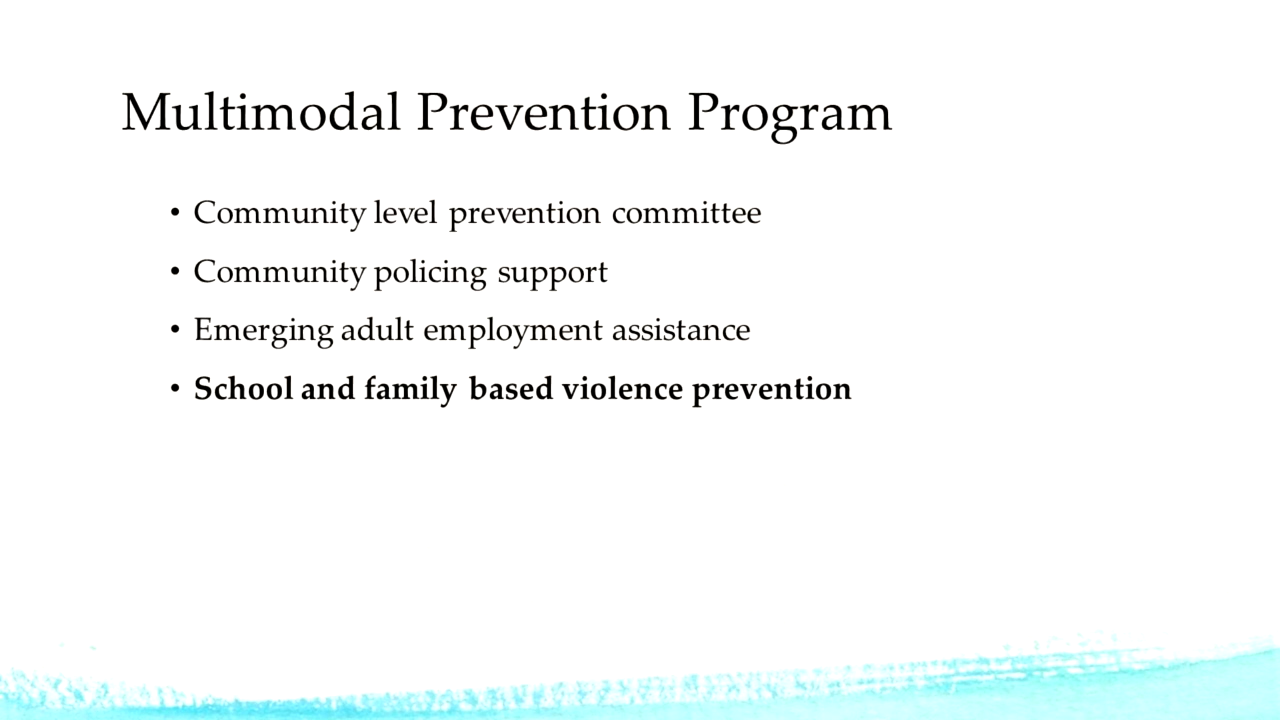 Multimodal Prevention Program
• Community level prevention committee
• Community policing support
• Emerging adult employment assistance
• School and family based violence prevention